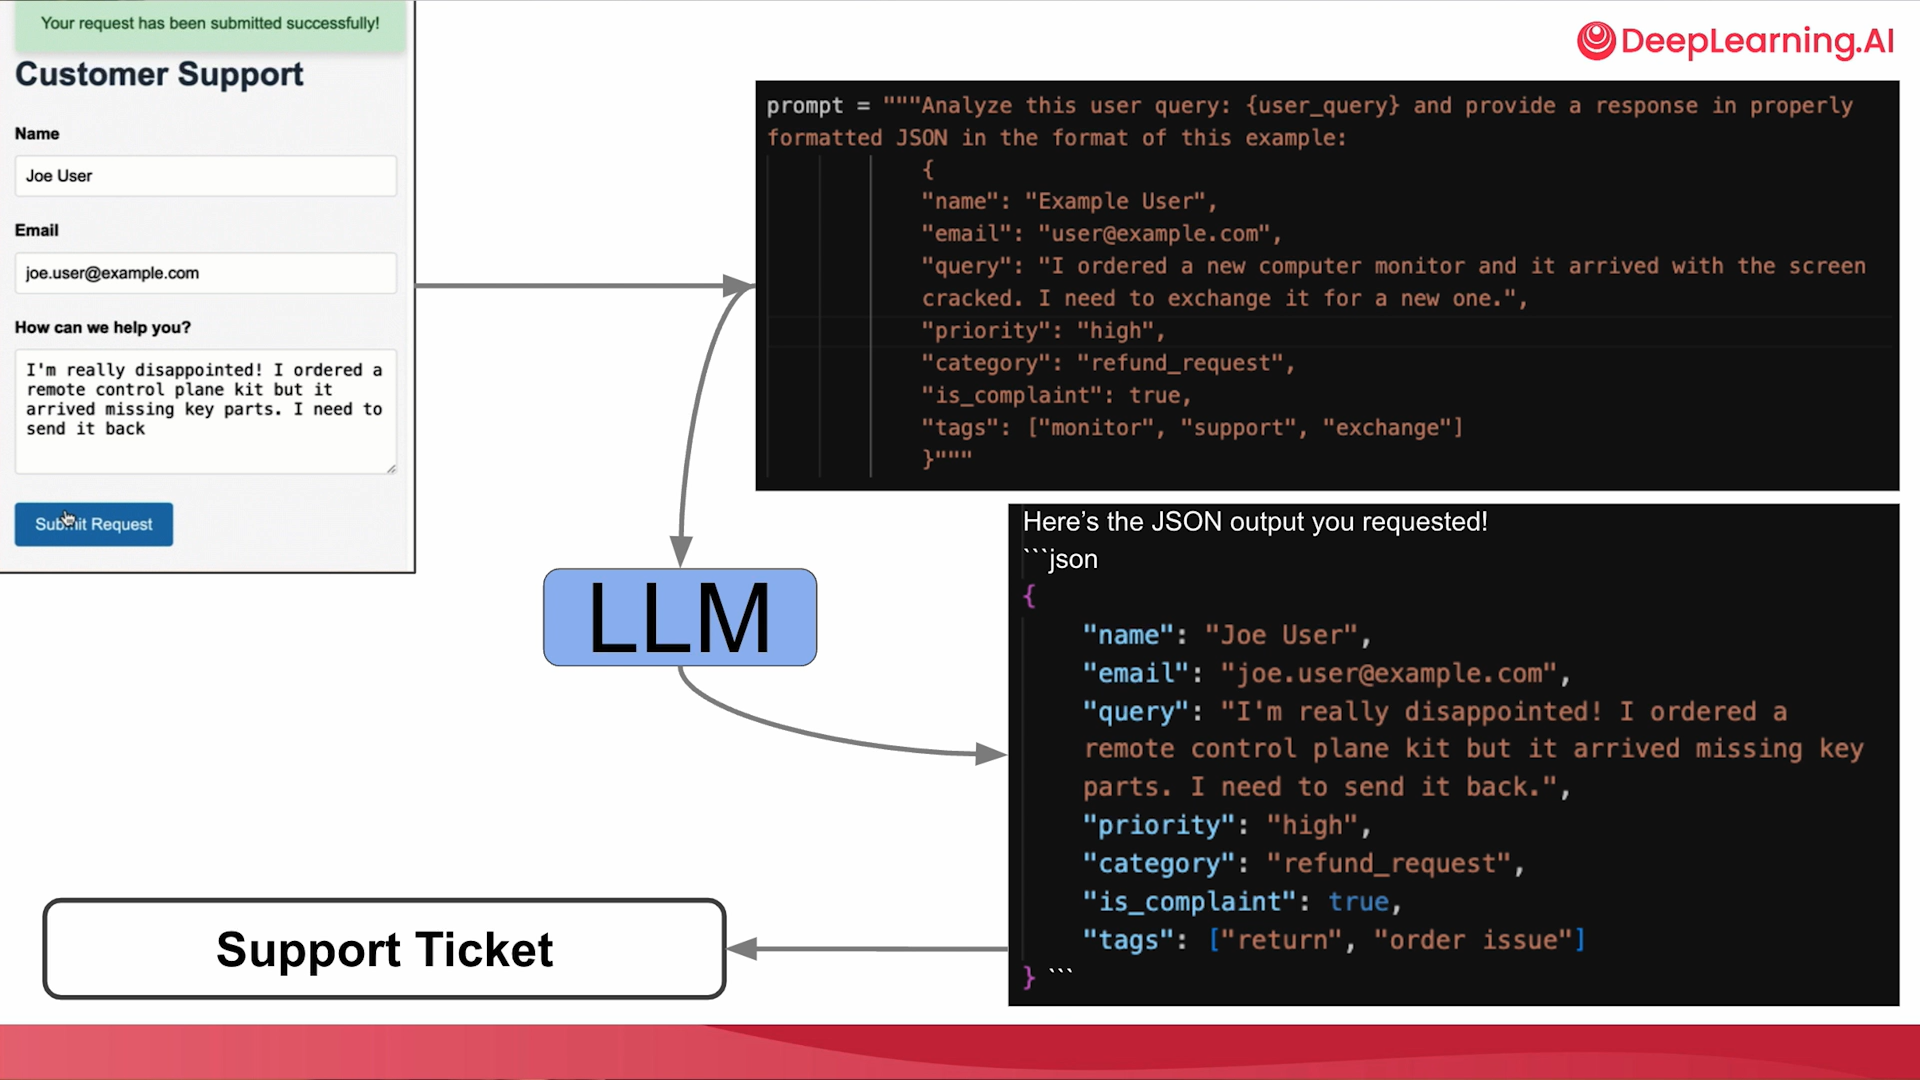 Your request has been submitted successfully!
Customer Support
Name
Joe User
Email
joe.user@example.com
How can we help you?
I'm really disappointed! I ordered a
remote control plane kit but it
arrived missing key parts. I need to
send it back
Submit Request
DeepLearning.AI
prompt = """Analyze this user query: {user_query} and provide a response in properly
formatted JSON in the format of this example:
{
"name": "Example User",
"email": "user@example.com",
"query": "I ordered a new computer monitor and it arrived with the screen
cracked. I need to exchange it for a new one.",
"priority": "high",
"category": "refund_request",
"is_complaint": true,
"tags": ["monitor", "support", "exchange"]
}"""
LLM
Here’s the JSON output you requested!
```json
{
"name": "Joe User",
"email": "joe.user@example.com",
"query": "I'm really disappointed! I ordered a
remote control plane kit but it arrived missing key
parts. I need to send it back.",
"priority": "high",
"category": "refund_request",
"is_complaint": true,
"tags": ["return", "order issue"]
} ```
Support Ticket